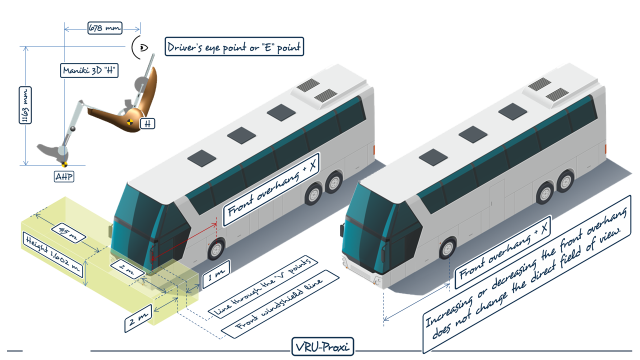 678 mm
Driver's eye point or "E" point
Maniki 3D "H"
1163 mm
H
AHP
Front overhang + X
Height 1.602 m
2 m
1 m
2 m
Line through the "V" points
Front windshield line
Front overhang + X
Increasing or decreasing the front overhang
does not change the direct field of view.
VRU-Proxi